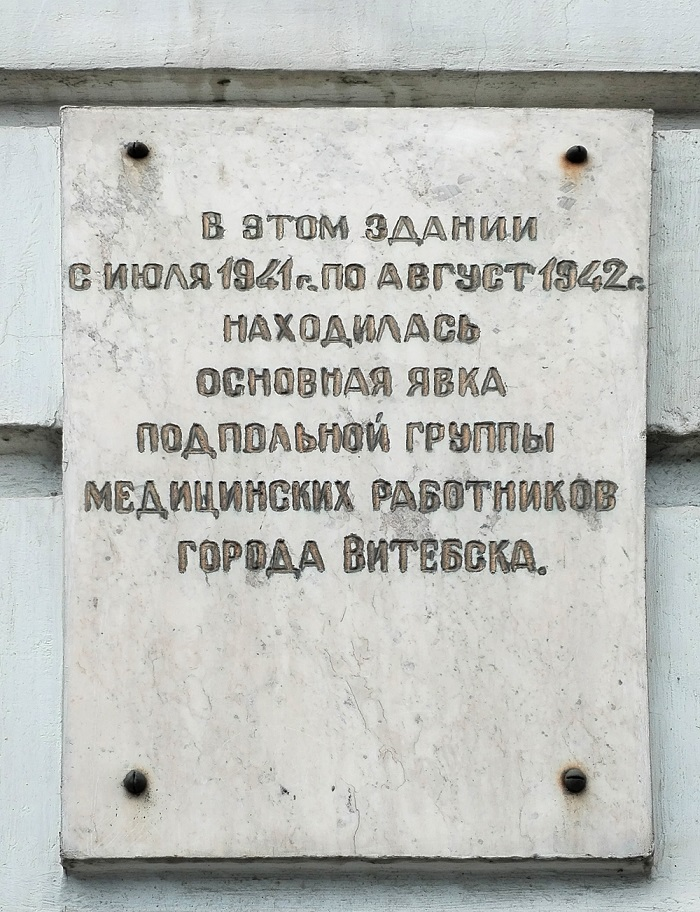 В ЭТОМ ЗДАНИИ
С ИЮЛЯ 1941г. ПО АВГУСТ 1942г.
НАХОДИЛАСЬ
ОСНОВНАЯ ЯВКА
ПОДПОЛЬНОЙ ГРУППЫ
МЕДИЦИНСКИХ РАБОТНИКОВ
ГОРОДА ВИТЕБСКА.